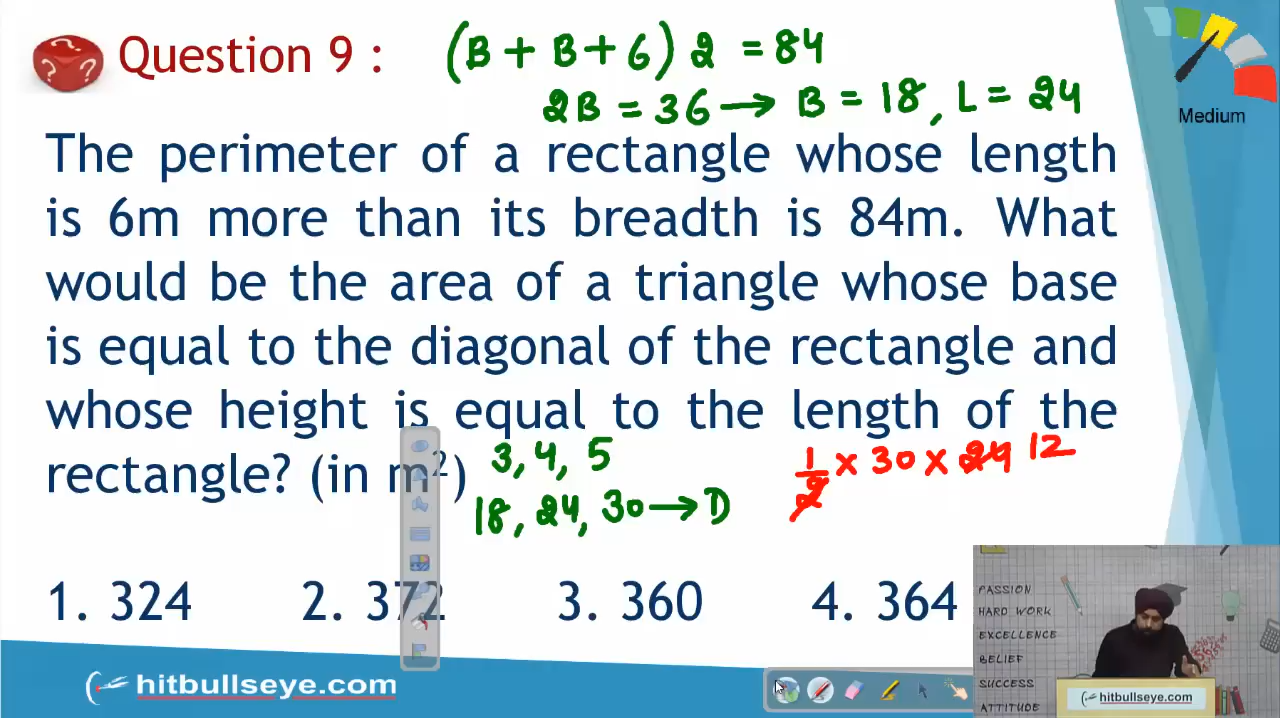 Question 9 :
(B + B + 6) 2 = 84
2B = 36 → B = 18, L = 24
Medium
The perimeter of a rectangle whose length
is 6m more than its breadth is 84m. What
would be the area of a triangle whose base
is equal to the diagonal of the rectangle and
whose height is equal to the length of the
rectangle? (in m²)
3, 4, 5
18, 24, 30 → D
1/2 × 30 × 24 12
1. 324 2. 372 3. 360 4. 364
PASSION
HARD WORK
EXCELLENCE
BELIEF
SUCCESS
ATTITUDE
hitbullseye.com
hitbullseye.com